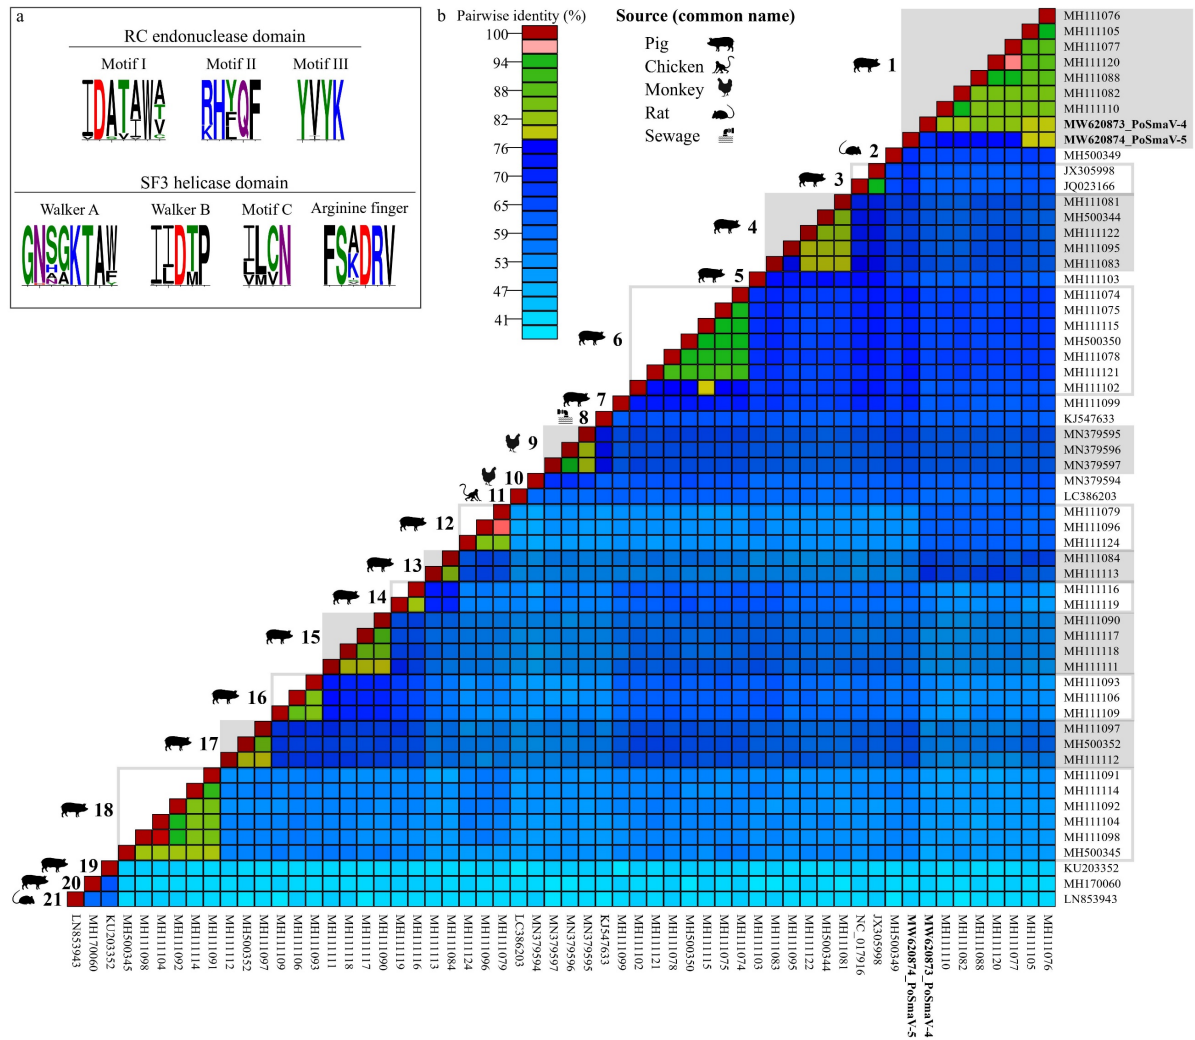 a
RC endonuclease domain
Motif I Motif II Motif III
SF3 helicase domain
Walker A Walker B Motif C Arginine finger
b Pairwise identity (%)
100
94
88
82
76
70
65
59
53
47
41
Source (common name)
Pig
Chicken
Monkey
Rat
Sewage
1
2
3
4
5
6
7
8
9
10
11
12
13
14
15
16
17
18
19
20
21
MH111076
MH111105
MH111077
MH111120
MH111088
MH111082
MH111110
MW620873_PoSmaV-4
MW620874_PoSmaV-5
MH500349
JX305998
JQ023166
MH111081
MH500344
MH111122
MH111095
MH111083
MH111103
MH111074
MH111075
MH111115
MH500350
MH111078
MH111121
MH111102
MH111099
KJ547633
MN379595
MN379596
MN379597
MN379594
LC386203
MH111079
MH111096
MH111124
MH111084
MH111113
MH111116
MH111119
MH111090
MH111117
MH111118
MH111111
MH111093
MH111106
MH111109
MH111097
MH500352
MH111112
MH111091
MH111114
MH111092
MH111104
MH111098
MH500345
KU203352
MH170060
LN853943
LN853943
MH170060
KU203352
MH500345
MH111098
MH111104
MH111092
MH111114
MH111091
MH111112
MH500352
MH111097
MH111109
MH111106
MH111093
MH111111
MH111118
MH111117
MH111090
MH111119
MH111116
MH111113
MH111084
MH111124
MH111096
MH111079
LC386203
MN379594
MN379597
MN379596
MN379595
KJ547633
MH111099
MH111102
MH111121
MH111078
MH500350
MH111115
MH111075
MH111074
MH111103
MH111083
MH111095
MH111122
MH500344
MH111081
NC_017916
JX305998
MH500349
MW620874_PoSmaV-5
MW620873_PoSmaV-4
MH111110
MH111082
MH111088
MH111120
MH111077
MH111105
MH111076